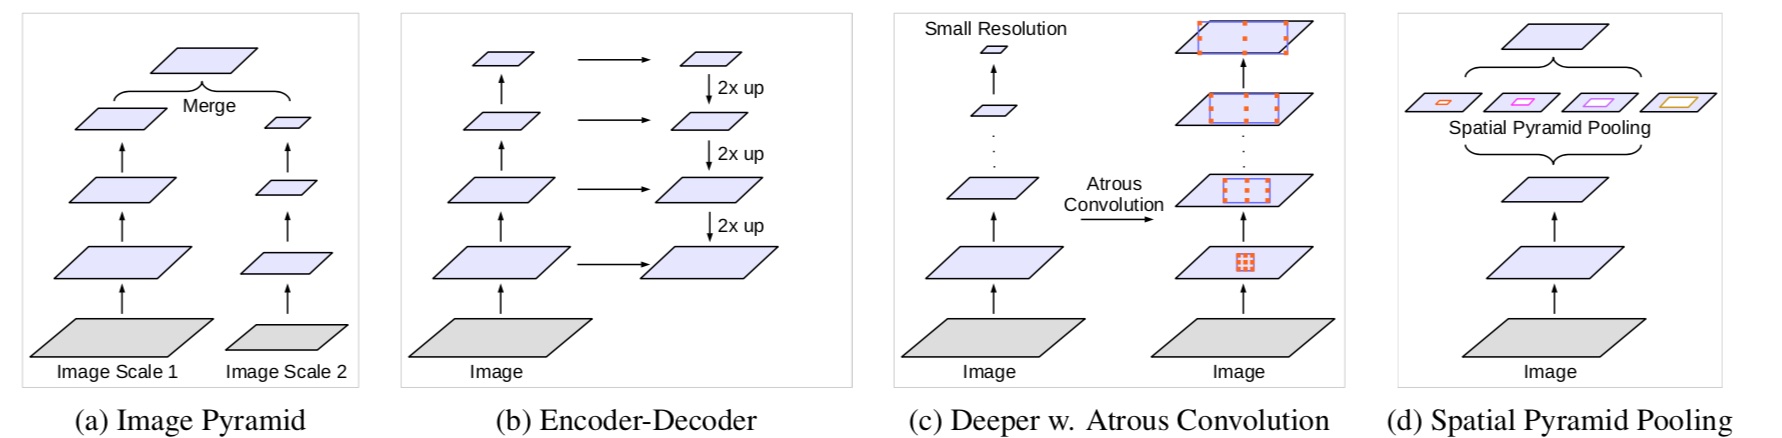 Merge
Image Scale 1
Image Scale 2
(a) Image Pyramid
2x up
2x up
2x up
Image
(b) Encoder-Decoder
Small Resolution
Atrous
Convolution
Image
Image
(c) Deeper w. Atrous Convolution
Spatial Pyramid Pooling
Image
(d) Spatial Pyramid Pooling